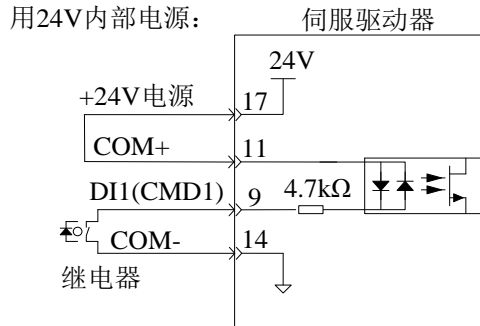 用24V内部电源：
伺服驱动器
24V
+24V电源
17
COM+
11
DI1(CMD1)
9
4.7kΩ
COM-
14
继电器